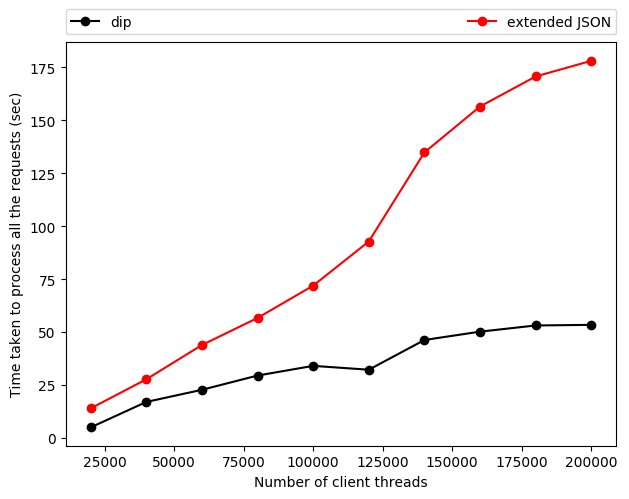 dip
extended JSON
175
150
125
100
75
50
25
0
Time taken to process all the requests (sec)
25000 50000 75000 100000 125000 150000 175000 200000
Number of client threads